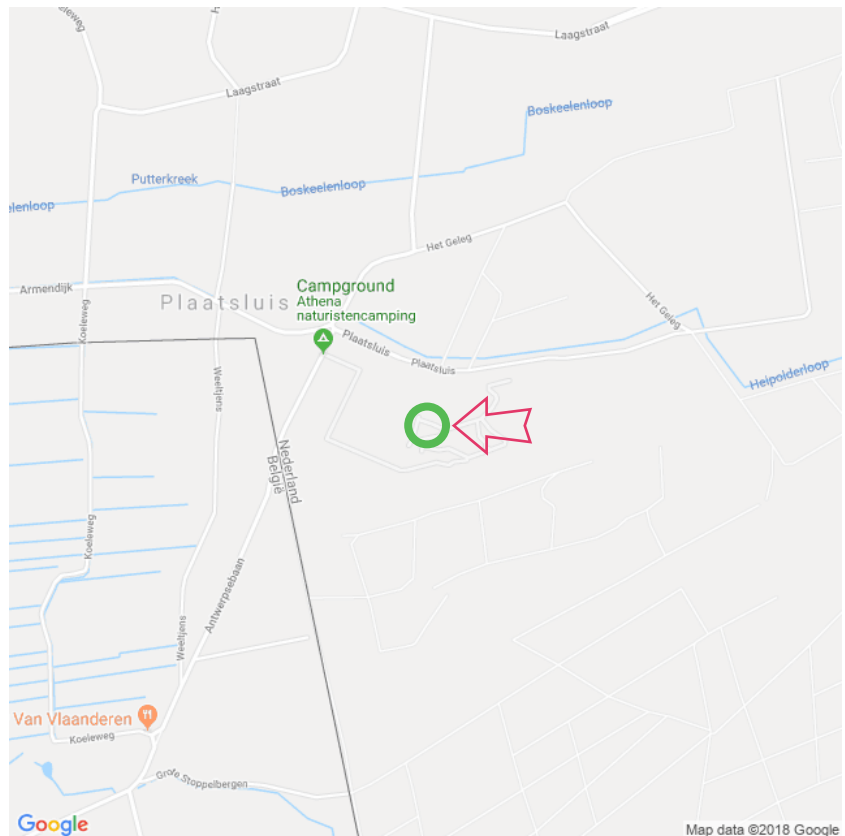 Koeleweg
Laagstraat
Laagstraat
Boskeelenloop
Putterkreek
Boskeelenloop
elenloop
Het Geleg
Armendijk
Plaatsluis
Campground
Athena
naturistencamping
Koeleweg
Het Geleg
Plaatsluis
Plaatsluis
Heipolderloop
Weeltjens
Nederland
België
Koeleweg
Antwerpsebaan
Weeltjens
Van Vlaanderen
Koeleweg
Grote Stoppelbergen
Google
Map data ©2018 Google